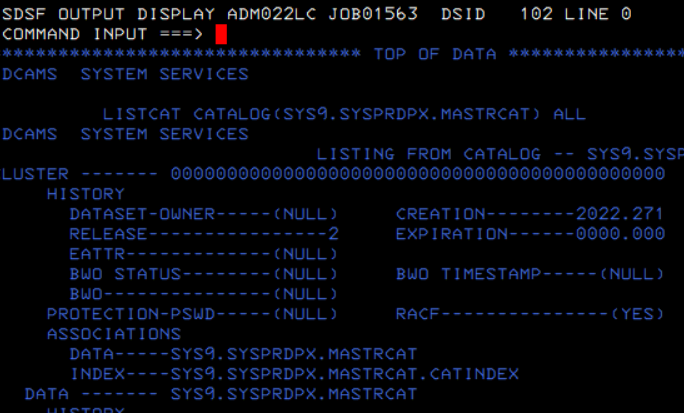 SDSF OUTPUT DISPLAY ADM022LC JOB01563  DSID   102 LINE 0
COMMAND INPUT ===>
********************************* TOP OF DATA ****************
DCAMS  SYSTEM SERVICES
LISTCAT CATALOG(SYS9.SYSPRDPX.MASTRCAT) ALL
DCAMS  SYSTEM SERVICES
LISTING FROM CATALOG -- SYS9.SYSP
LUSTER ------- 00000000000000000000000000000000000000000000
HISTORY
DATASET-OWNER-----(NULL)     CREATION--------2022.271
RELEASE----------------2     EXPIRATION------0000.000
EATTR-------------(NULL)
BWO STATUS--------(NULL)     BWO TIMESTAMP-----(NULL)
BWO---------------(NULL)
PROTECTION-PSWD-----(NULL)     RACF---------------(YES)
ASSOCIATIONS
DATA-----SYS9.SYSPRDPX.MASTRCAT
INDEX----SYS9.SYSPRDPX.MASTRCAT.CATINDEX
DATA ------- SYS9.SYSPRDPX.MASTRCAT
HISTORY